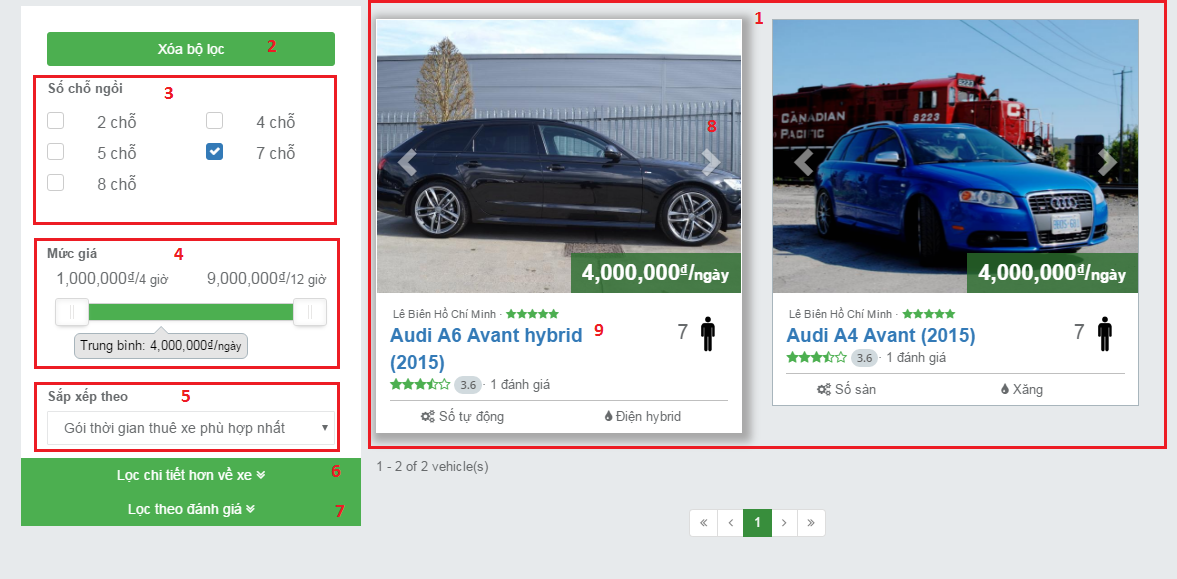 Xóa bộ lọc 2
Số chỗ ngồi 3
2 chỗ 4 chỗ
5 chỗ 7 chỗ
8 chỗ
Mức giá 4
1,000,000₫/4 giờ 9,000,000₫/12 giờ
Trung bình: 4,000,000₫/ngày
Sắp xếp theo 5
Gói thời gian thuê xe phù hợp nhất
Lọc chi tiết hơn về xe 6
Lọc theo đánh giá 7
1
8
4,000,000₫/ngày
Lê Biên Hồ Chí Minh ·
Audi A6 Avant hybrid 9
(2015)
7
3.6 · 1 đánh giá
Số tự động Điện hybrid
CANADIAN
PACIFIC
8223
C P
4,000,000₫/ngày
Lê Biên Hồ Chí Minh ·
Audi A4 Avant (2015)
7
3.6 · 1 đánh giá
Số sàn Xăng
1 - 2 of 2 vehicle(s)
« ‹ 1 › »